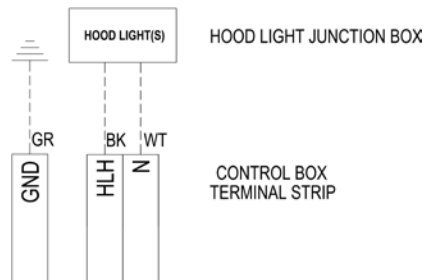 HOOD LIGHT(S)
HOOD LIGHT JUNCTION BOX
GR
BK
WT
GND
HLH
N
CONTROL BOX
TERMINAL STRIP